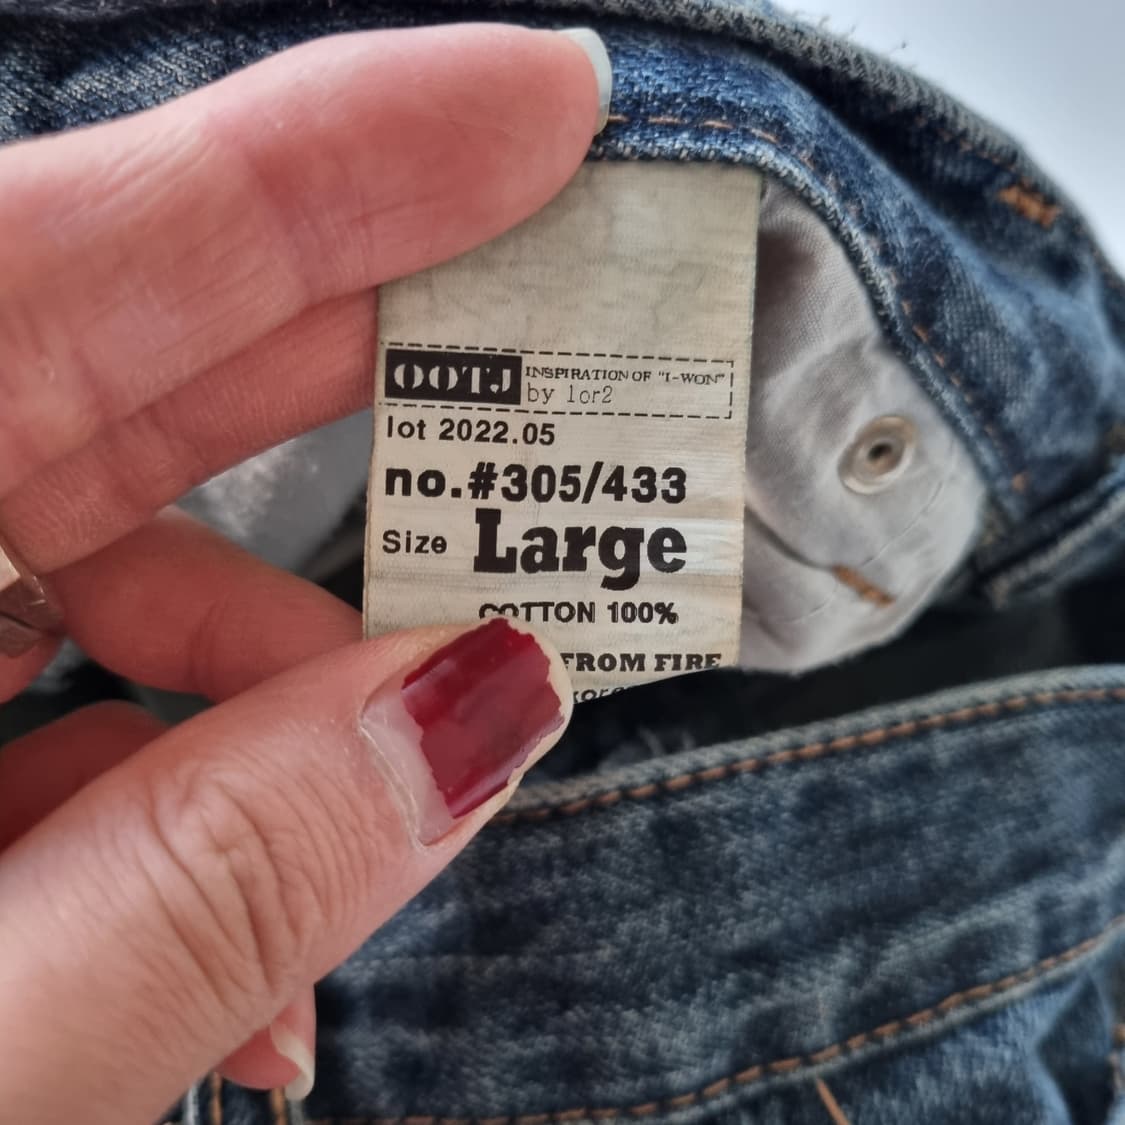 OOTJ INSPIRATION OF "I-WON"
by 1or2
lot 2022.05
no.#305/433
Size Large
COTTON 100%
FROM FIRE